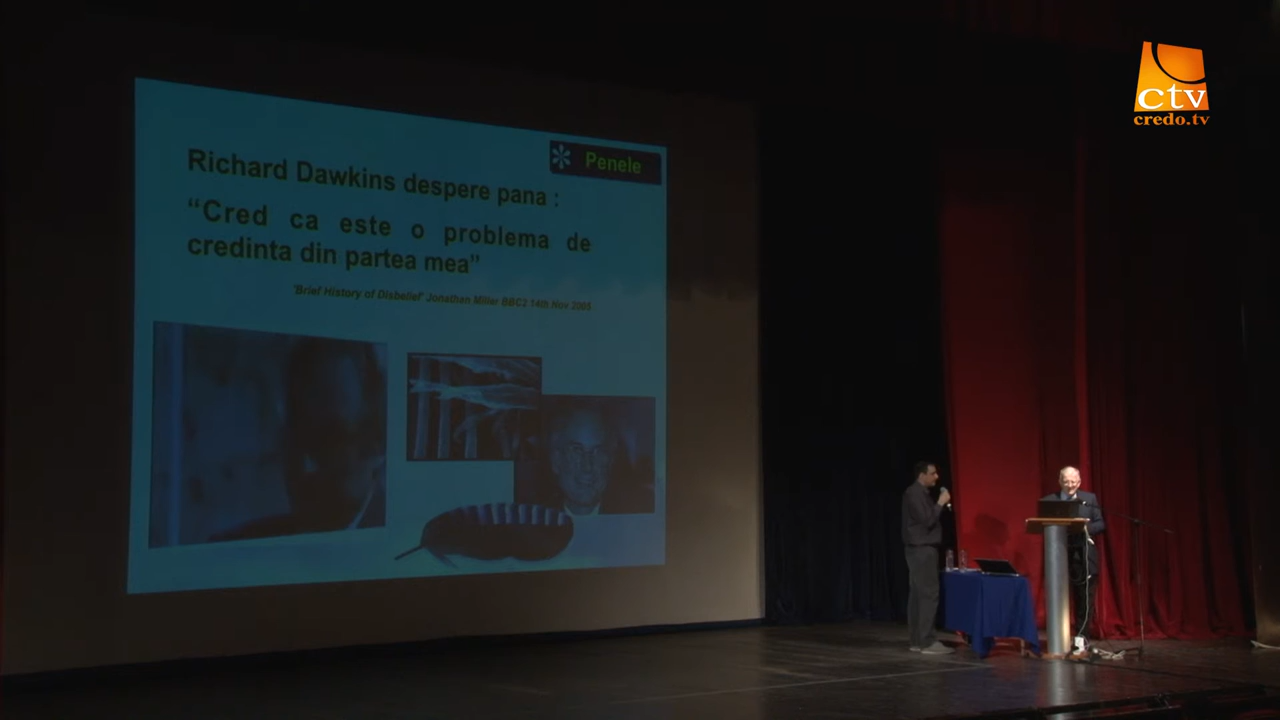 ctv
credo.tv
* Penele
Richard Dawkins despere pana :
“Cred ca este o problema de
credinta din partea mea”
'Brief History of Disbelief' Jonathan Miller BBC2 14th Nov 2005